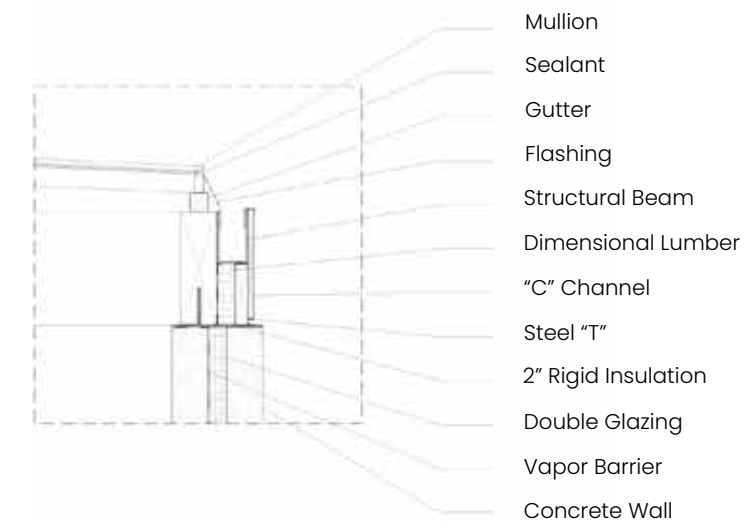 Mullion
Sealant
Gutter
Flashing
Structural Beam
Dimensional Lumber
“C” Channel
Steel “T”
2” Rigid Insulation
Double Glazing
Vapor Barrier
Concrete Wall